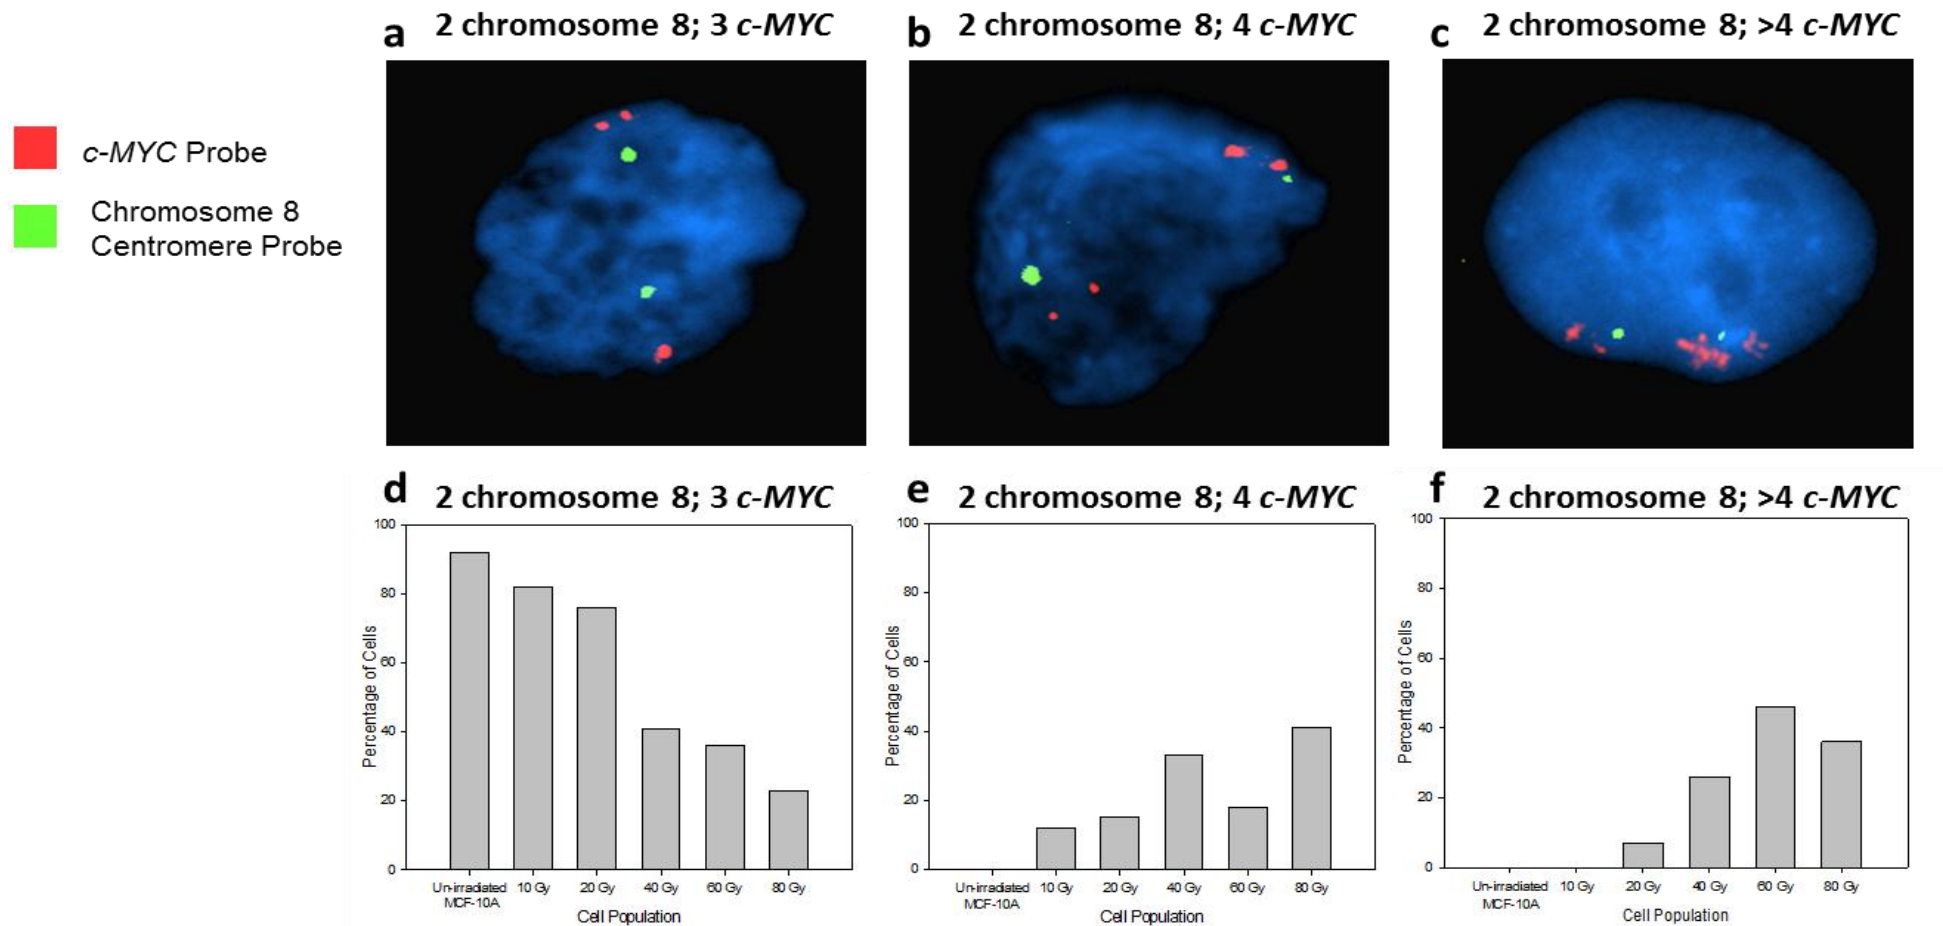 a 2 chromosome 8; 3 c-MYC
b 2 chromosome 8; 4 c-MYC
c 2 chromosome 8; >4 c-MYC
c-MYC Probe
Chromosome 8
Centromere Probe
d 2 chromosome 8; 3 c-MYC
100
80
60
40
20
0
Percentage of Cells
Un-irradiated 10 Gy 20 Gy 40 Gy 60 Gy 80 Gy
MCF-10A
Cell Population
e 2 chromosome 8; 4 c-MYC
100
80
60
40
20
0
Percentage of Cells
Un-irradiated 10 Gy 20 Gy 40 Gy 60 Gy 80 Gy
MCF-10A
Cell Population
f 2 chromosome 8; >4 c-MYC
100
80
60
40
20
0
Percentage of Cells
Un-irradiated 10 Gy 20 Gy 40 Gy 60 Gy 80 Gy
MCF-10A
Cell Population